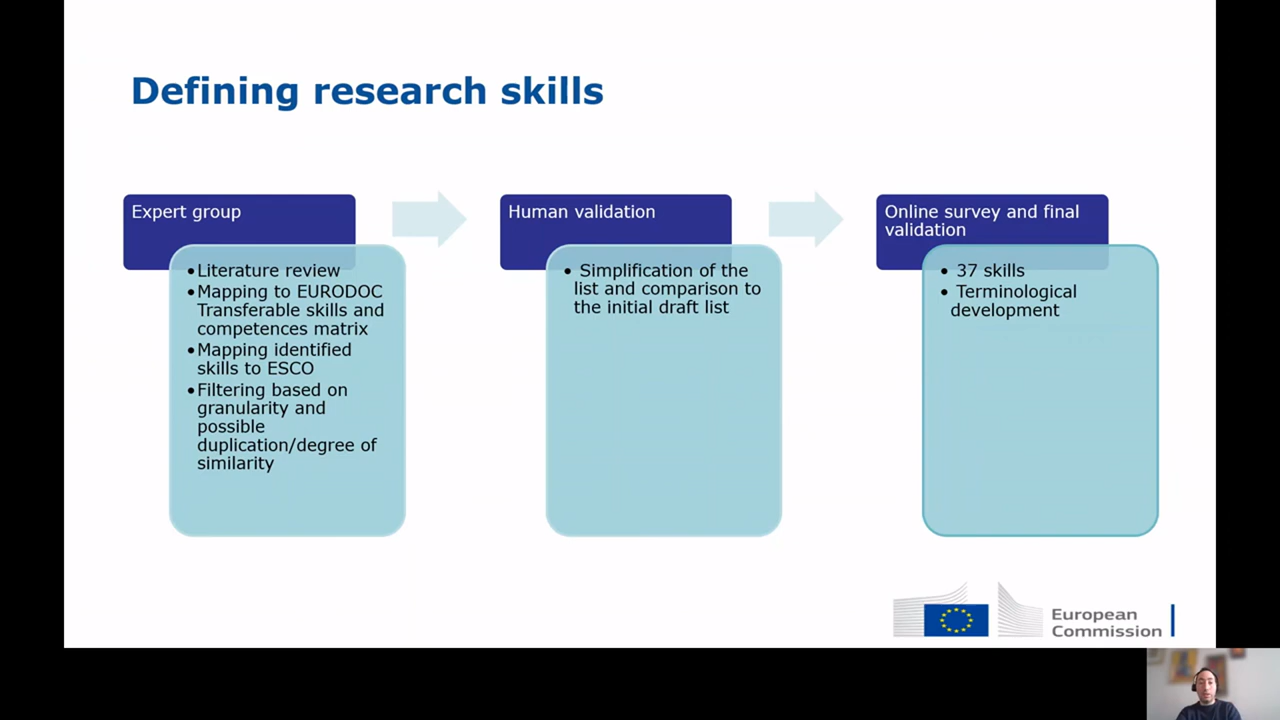 Defining research skills
Expert group
•Literature review
•Mapping to EURODOC
Transferable skills and
competences matrix
•Mapping identified
skills to ESCO
•Filtering based on
granularity and
possible
duplication/degree of
similarity
Human validation
• Simplification of the
list and comparison to
the initial draft list
Online survey and final
validation
• 37 skills
• Terminological
development
European
Commission